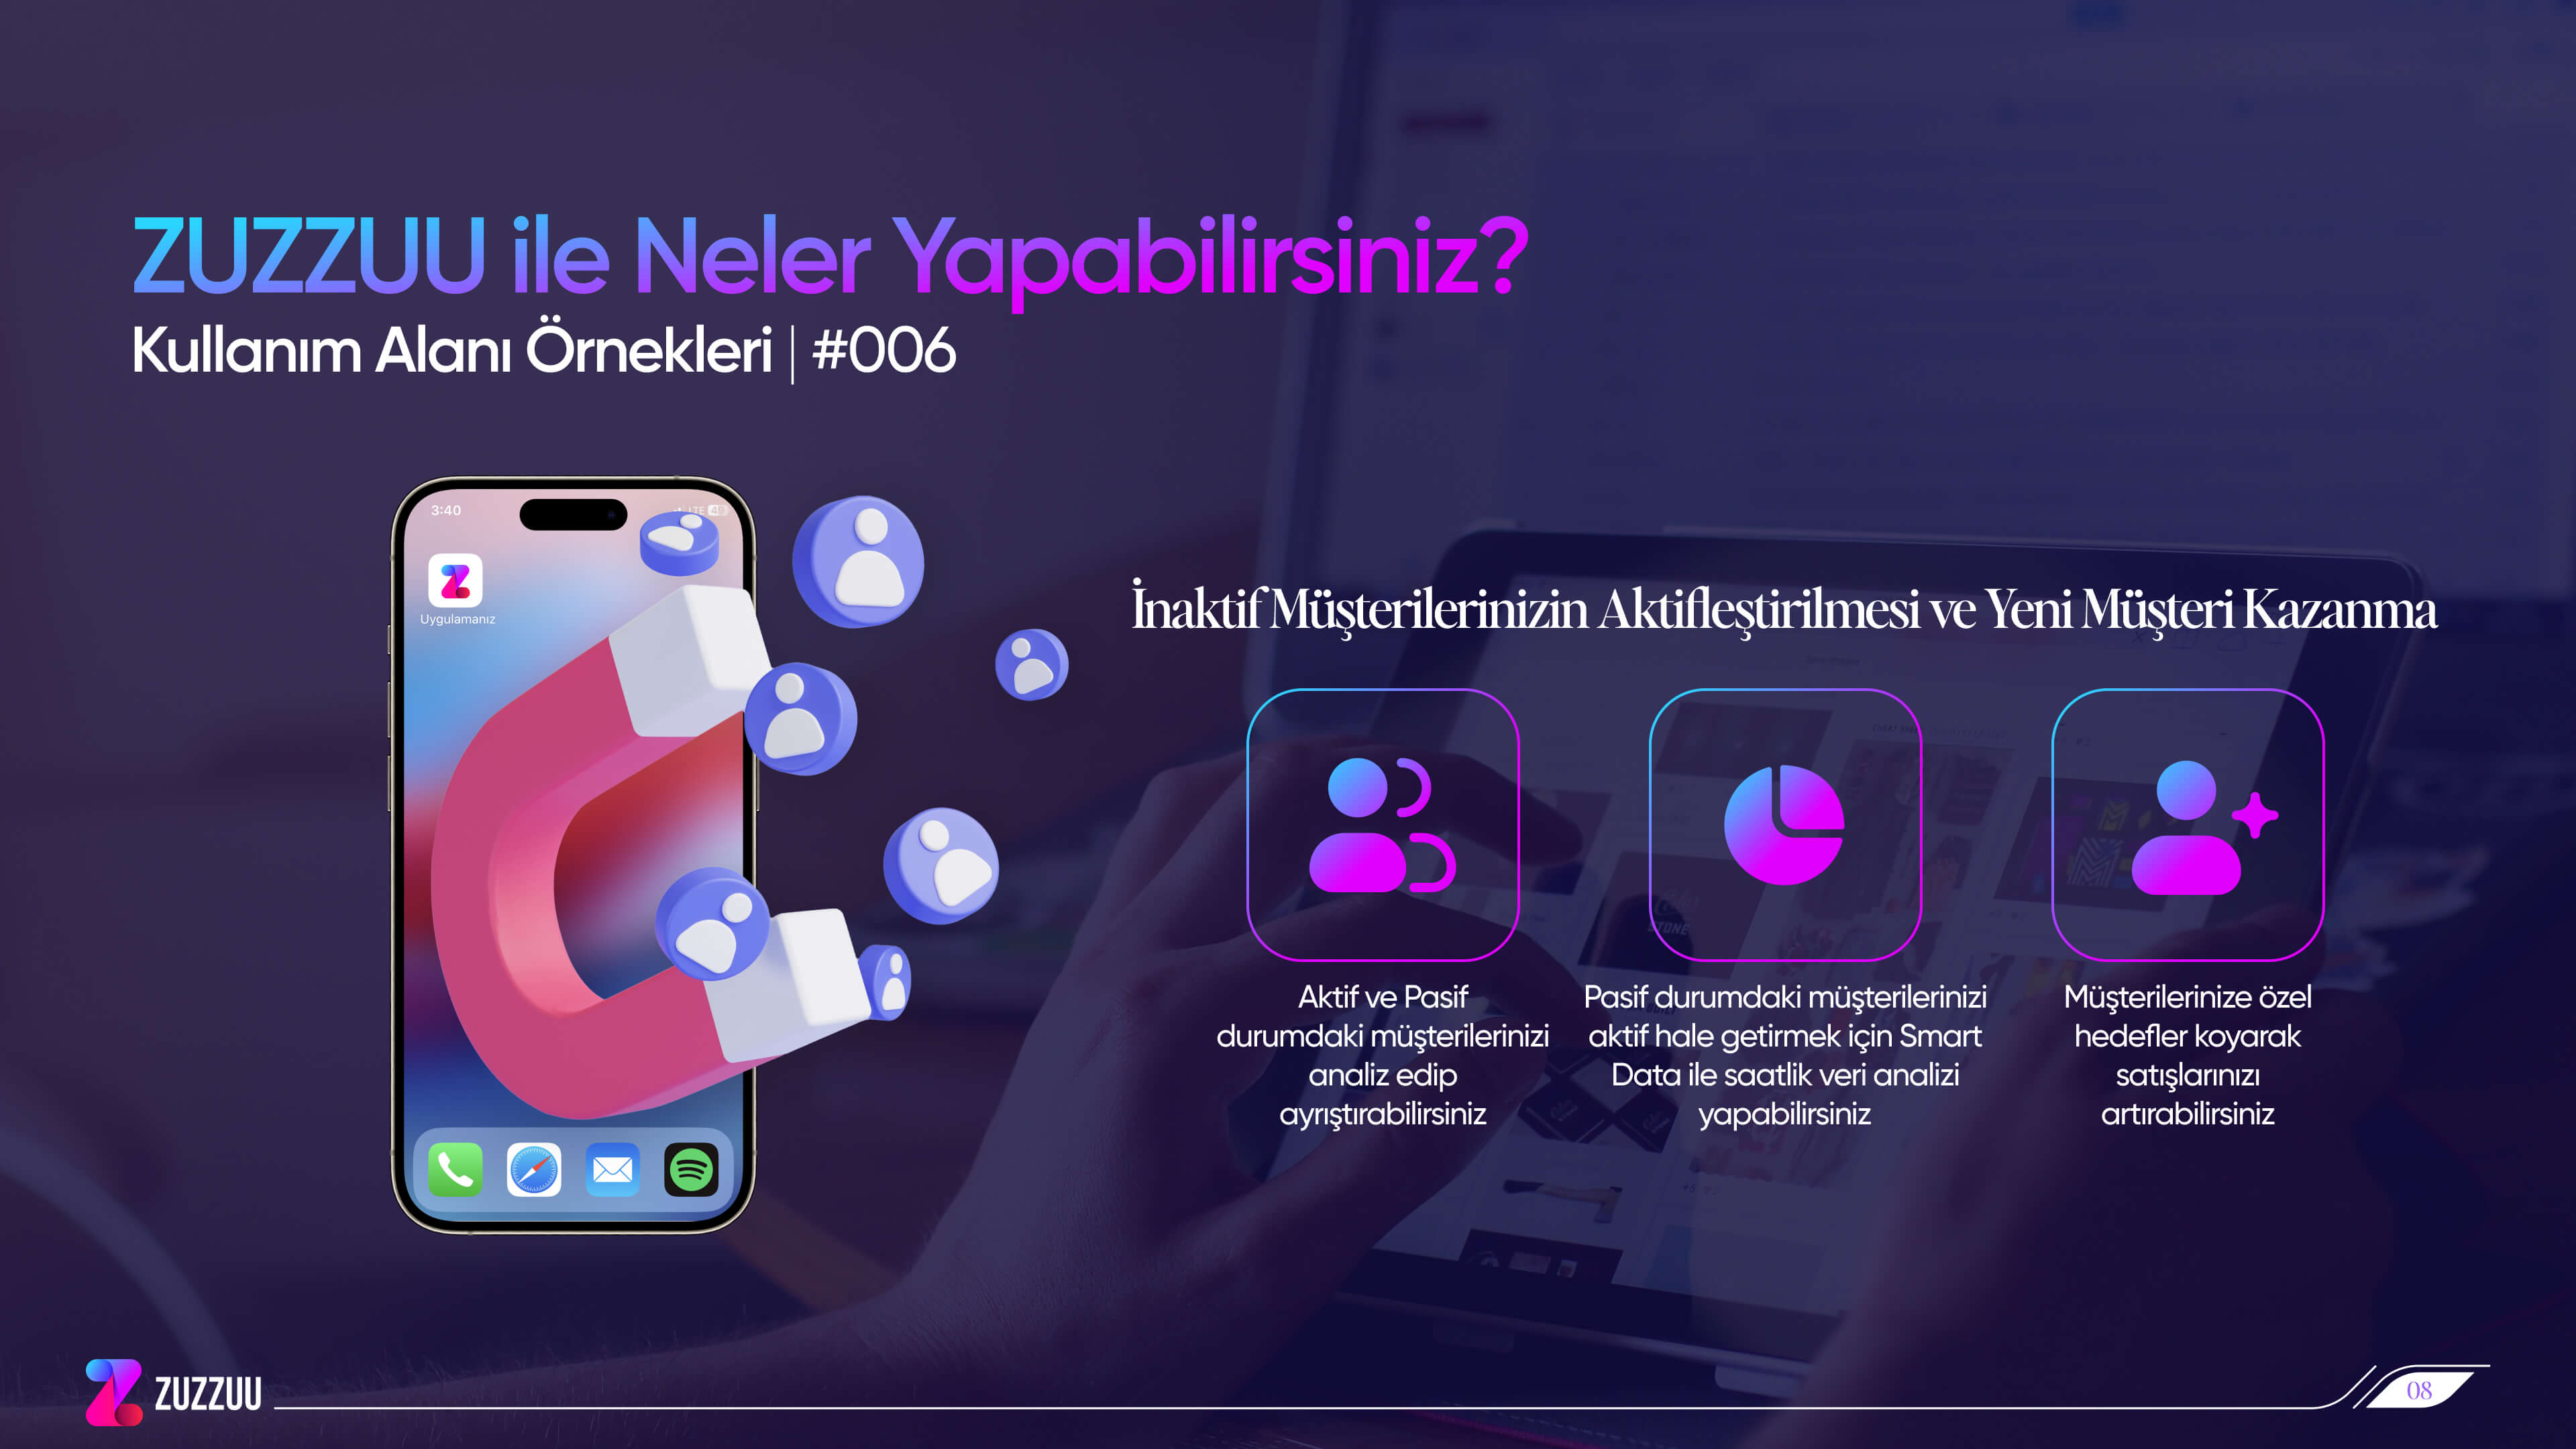 ZUZZUU ile Neler Yapabilirsiniz?
Kullanım Alanı Örnekleri | #006
3:40
LTE
Uygulamanız
İnaktif Müşterilerinizin Aktifleştirilmesi ve Yeni Müşteri Kazanma
Aktif ve Pasif
durumdaki müşterilerinizi
analiz edip
ayrıştırabilirsiniz
Pasif durumdaki müşterilerinizi
aktif hale getirmek için Smart
Data ile saatlik veri analizi
yapabilirsiniz
Müşterilerinize özel
hedefler koyarak
satışlarınızı
artırabilirsiniz
STONE
ZUZZUU
08